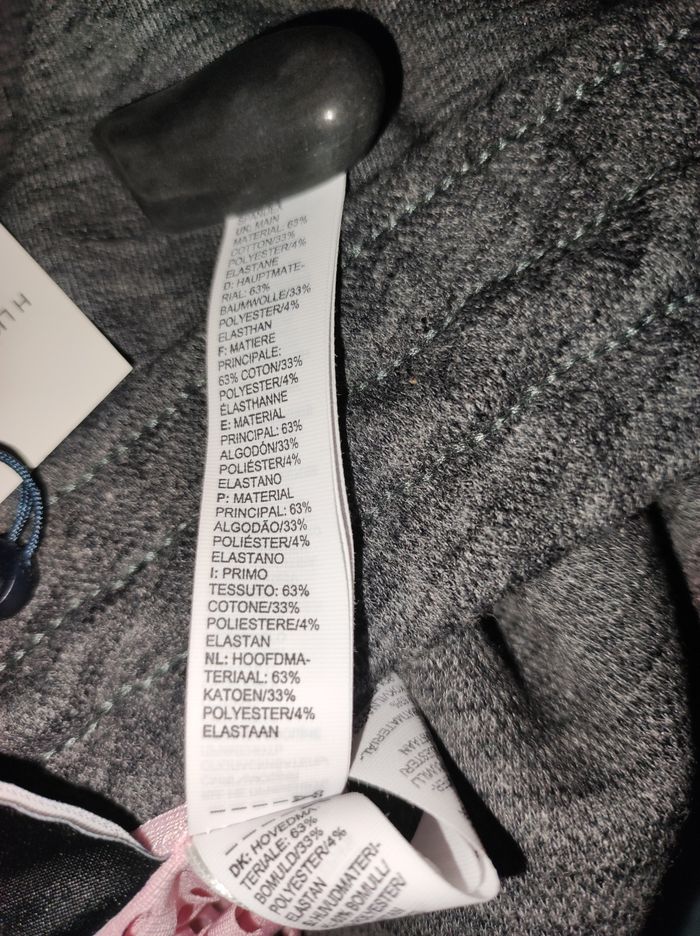 UK: MAIN
MATERIAL: 63%
COTTON/33%
POLYESTER/4%
ELASTANE
D: HAUPTMATE-
RIAL: 63%
BAUMWOLLE/33%
POLYESTER/4%
ELASTHAN
F: MATIERE
PRINCIPALE:
63% COTON/33%
POLYESTER/4%
ÉLASTHANNE
E: MATERIAL
PRINCIPAL: 63%
ALGODÓN/33%
POLIÉSTER/4%
ELASTANO
P: MATERIAL
PRINCIPAL: 63%
ALGODÃO/33%
POLIÉSTER/4%
ELASTANO
I: PRIMO
TESSUTO: 63%
COTONE/33%
POLIESTERE/4%
ELASTAN
NL: HOOFDMA-
TERIAAL: 63%
KATOEN/33%
POLYESTER/4%
ELASTAAN
DK: HOVEDMA
TERIALE: 63%
BOMULD/33%
POLYESTER/4%
ELASTAN